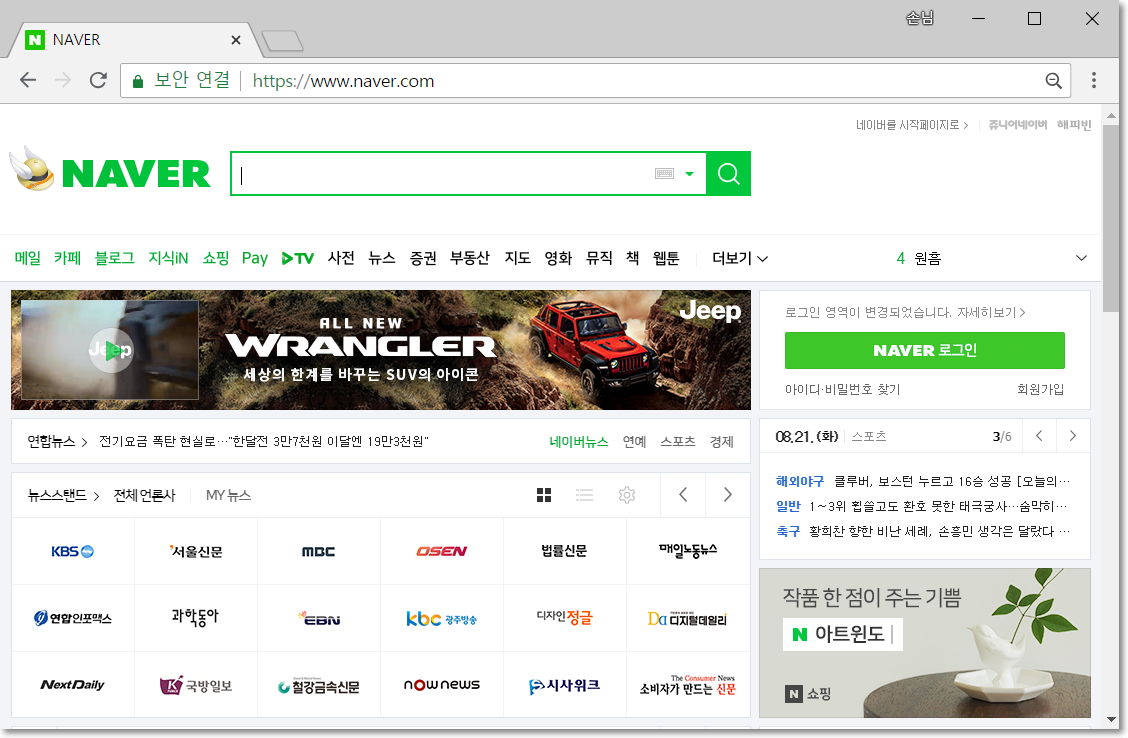 손님
NAVER
보안 연결 https://www.naver.com
네이버를 시작페이지로 쥬니어네이버 해피빈
NAVER
메일 카페 블로그 지식iN 쇼핑 Pay TV 사전 뉴스 증권 부동산 지도 영화 뮤직 책 웹툰 더보기 4 원흠
Jeep
ALL NEW
WRANGLER
세상의 한계를 바꾸는 SUV의 아이콘
Jeep
로그인 영역이 변경되었습니다. 자세히보기
NAVER 로그인
아이디·비밀번호 찾기 회원가입
연합뉴스 전기요금 폭탄 현실로…"한달전 3만7천원 이달엔 19만3천원" 네이버뉴스 연예 스포츠 경제
08.21. (화) 스포츠 3/6
해외야구 클루버, 보스턴 누르고 16승 성공 [오늘의…
일반 1~3위 휩쓸고도 환호 못한 태극궁사…숨막히…
축구 황희찬 향한 비난 세례, 손흥민 생각은 달랐다 …
뉴스스탠드 전체언론사 MY뉴스
KBS 서울신문 MBC OSEN 법률신문 매일노동뉴스
연합인포맥스 과학동아 EBN kbc 광주방송 디자인정글 디지털데일리
NextDaily 국방일보 철강금속신문 nownews 시사위크 The Consumer News 소비자가 만드는 신문
작품 한 점이 주는 기쁨
N 아트윈도
N 쇼핑